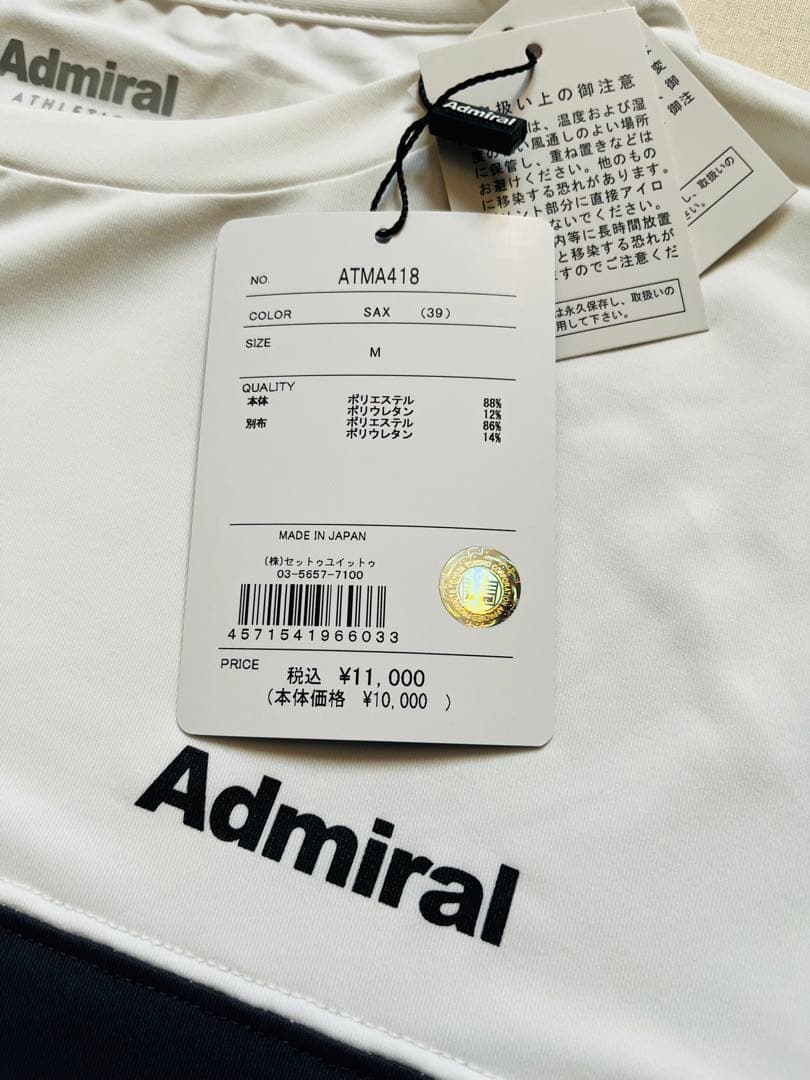 Admiral
Admiral
扱い上の御注意
は、温度および湿
い風通しのよい場所
に保管し、重ね置きなどは
お避けください。他のもの
に移染する恐れがあります。
ント部分に直接アイロ
ないでください。
内等に長時間放置
と移染する恐れが
ますのでご注意くだ
は永久保存し、取扱いの
用して下さい。
変
御
御注
取扱いの
NO. ATMA418
COLOR SAX (39)
SIZE M
QUALITY
本体 ポリエステル 88%
ポリウレタン 12%
別布 ポリエステル 86%
ポリウレタン 14%
MADE IN JAPAN
(株)セットゥユイットゥ
03-5657-7100
4571541966033
PRICE 税込 ¥11,000
(本体価格 ¥10,000 )
Admiral